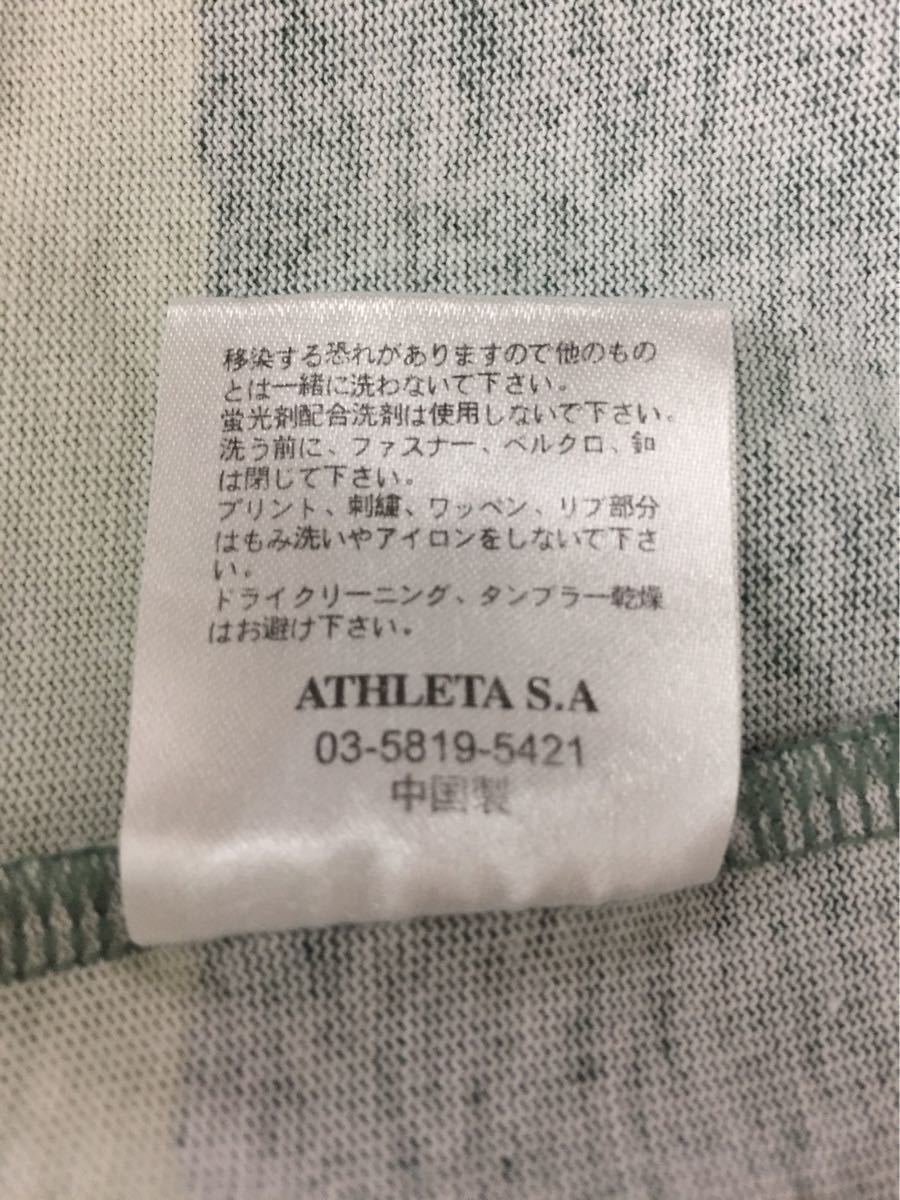 移染する恐れがありますので他のもの
とは一緒に洗わないて下さい。
蛍光剤配合洗剤は使用しないで下さい。
洗う前に、ファスナー、ベルクロ、釦
は閉じて下さい。
プリント、刺繍、ワッペン、リブ部分
はもみ洗いやアイロンをしないで下さ
い。
ドライクリーニング、タンブラー乾燥
はお避け下さい。
ATHLETA S.A
03-5819-5421
中国製